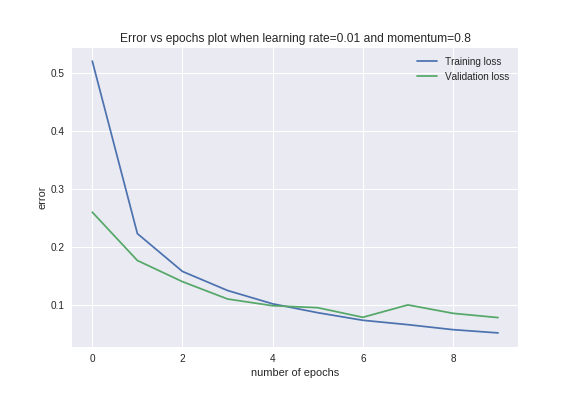 Error vs epochs plot when learning rate=0.01 and momentum=0.8
Training loss
Validation loss
0.5
0.4
0.3
0.2
0.1
error
0 2 4 6 8
number of epochs